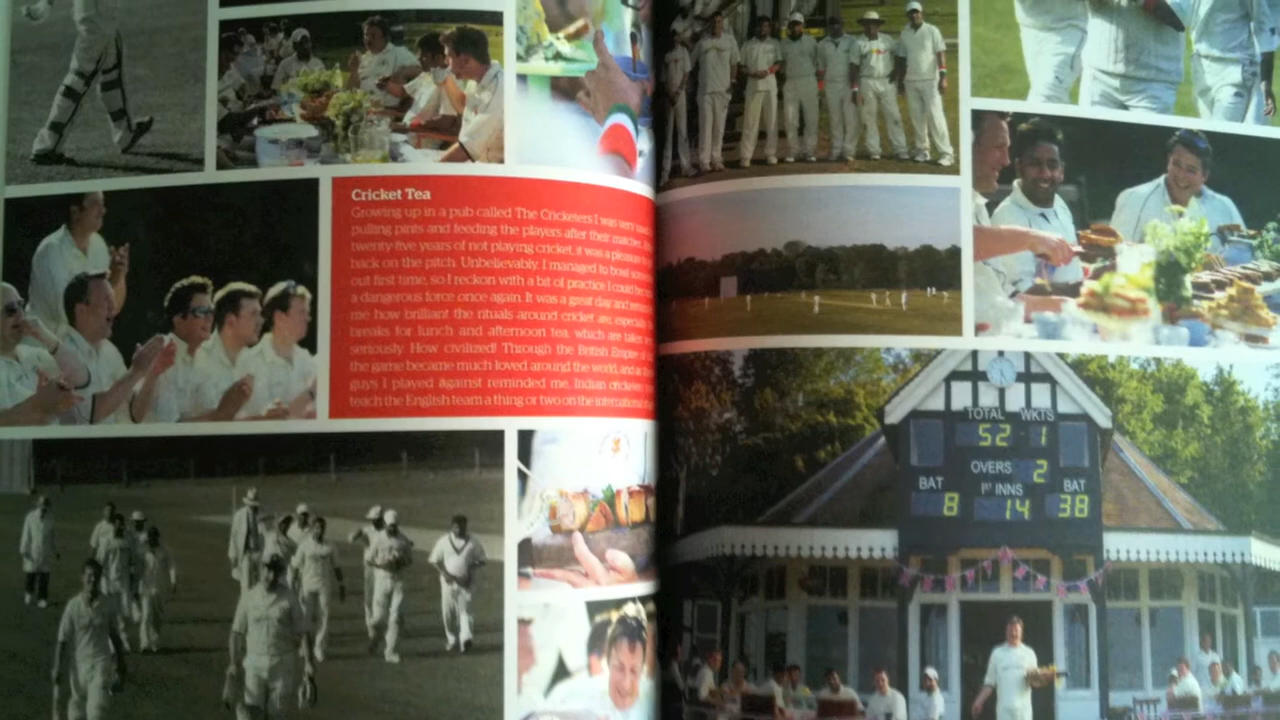 Cricket Tea
Growing up in a pub called The Cricketers I was very
pulling pints and feeding the players after their matches.
twenty-five years of not playing cricket, it was a pleasure
back on the pitch. Unbelievably, I managed to bowl
out first time, so I reckon with a bit of practice I could
a dangerous force once again. It was a great day and
me how brilliant the rituals around cricket are, especially
breaks for lunch and afternoon tea, which are taken
seriously. How civilized! Through the British Empire
the game became much loved around the world, and as
guys I played against reminded me, Indian cricketers
teach the English team a thing or two on the international
TOTAL WKTS
52 1
OVERS 2
BAT 1ST INNS BAT
8 14 38